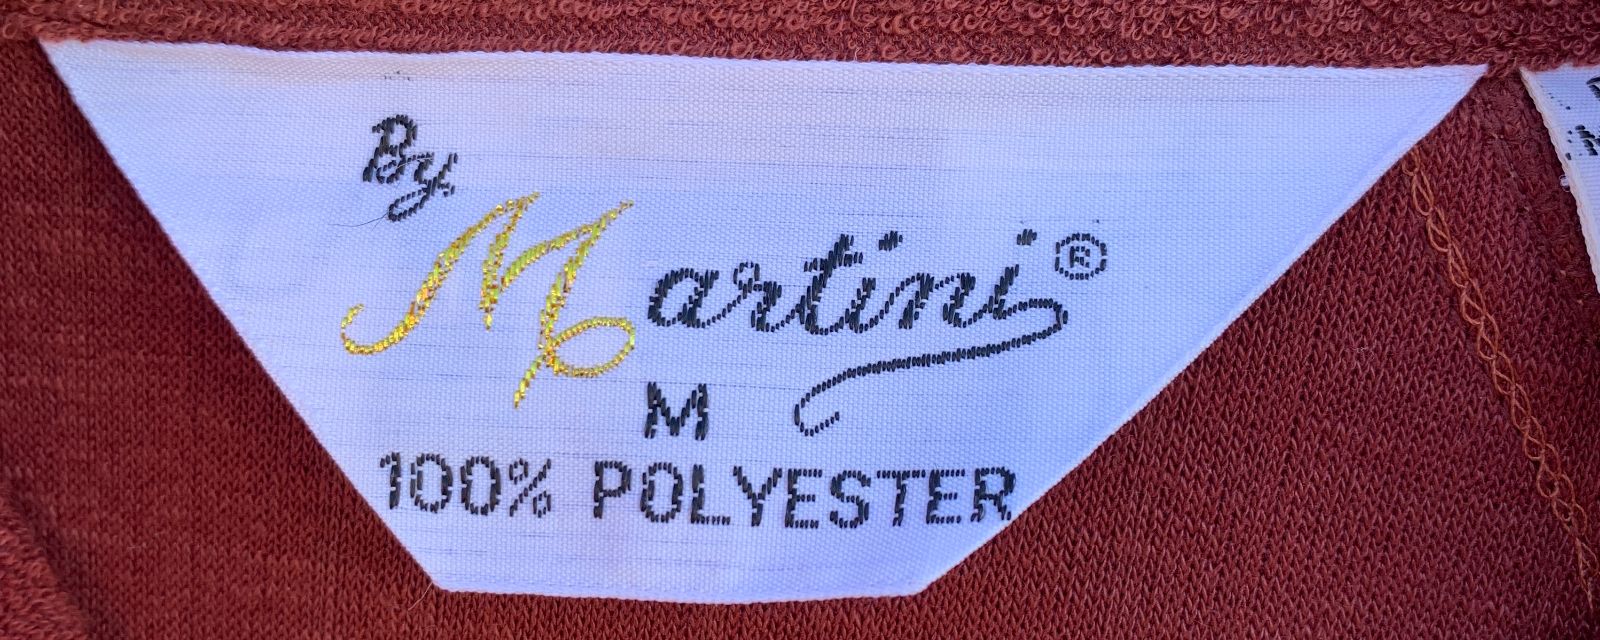 By
Martini®
M
100% POLYESTER